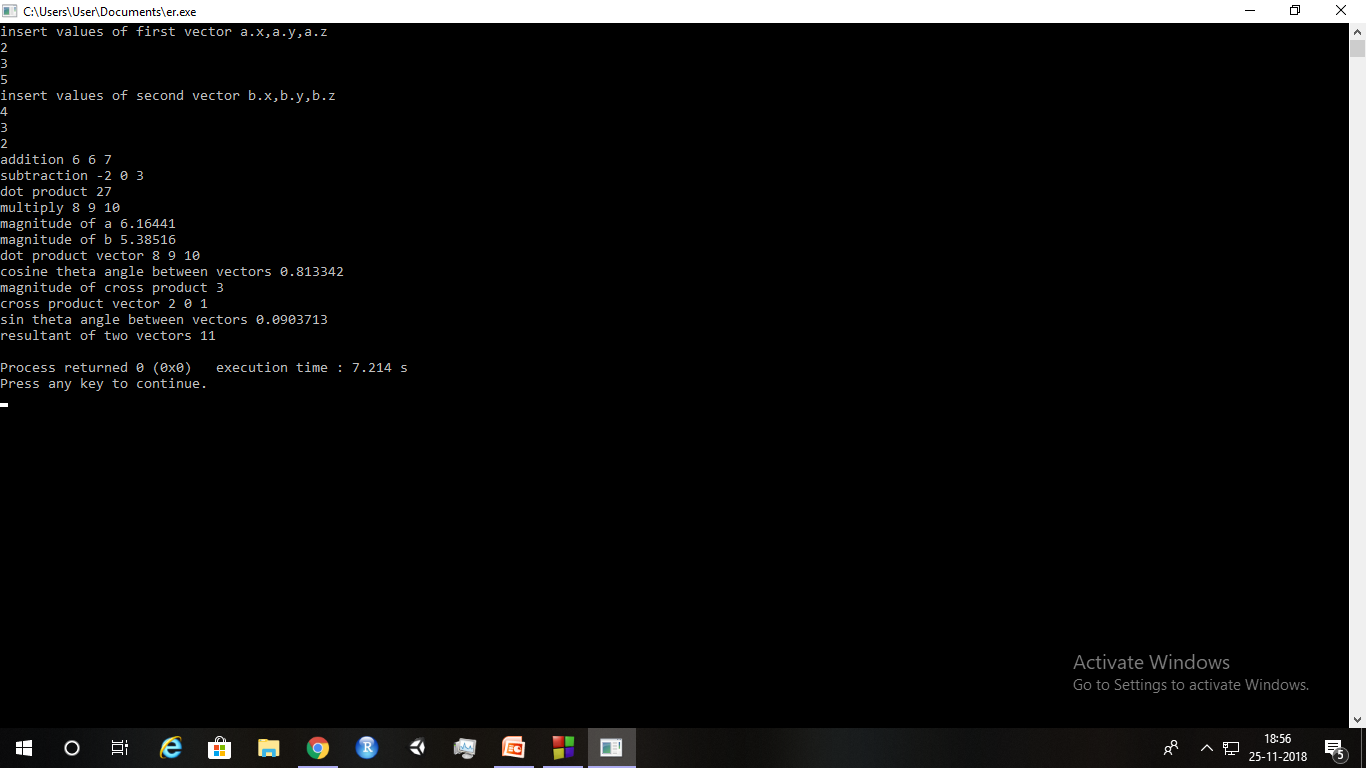 C:\Users\User\Documents\er.exe
insert values of first vector a.x,a.y,a.z
2
3
5
insert values of second vector b.x,b.y,b.z
4
3
2
addition 6 6 7
subtraction -2 0 3
dot product 27
multiply 8 9 10
magnitude of a 6.16441
magnitude of b 5.38516
dot product vector 8 9 10
cosine theta angle between vectors 0.813342
magnitude of cross product 3
cross product vector 2 0 1
sin theta angle between vectors 0.0903713
resultant of two vectors 11
Process returned 0 (0x0)   execution time : 7.214 s
Press any key to continue.
Activate Windows
Go to Settings to activate Windows.
18:56
25-11-2018
5